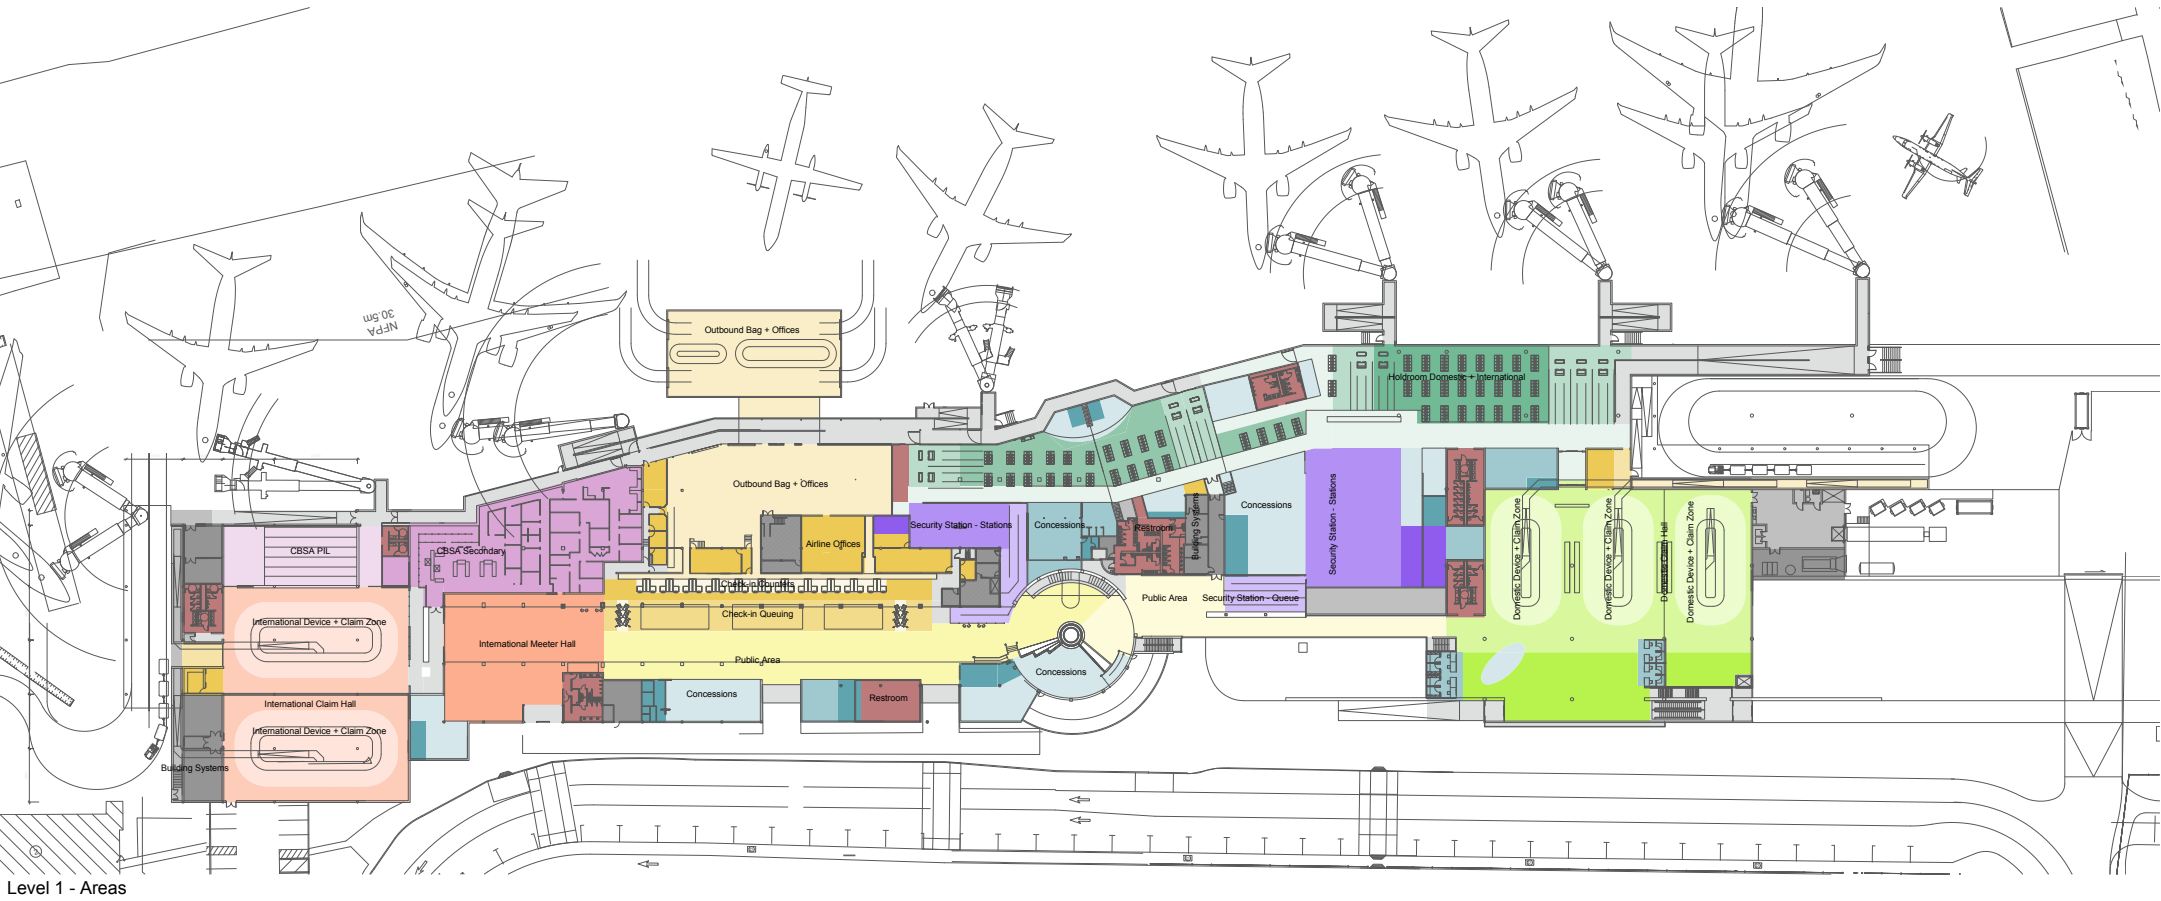 NFPA
30.5m
Outbound Bag + Offices
Holdroom Domestic + International
Outbound Bag + Offices
Concessions
Security Station - Stations
Security Station - Stations
Concessions
Restroom
Building Systems
Airline Offices
CBSA PIL
CBSA Secondary
Check-in Counters
Check-in Queuing
Public Area
Security Station - Queue
Domestic Device + Claim Zone
Domestic Device + Claim Zone
Domestic Claim Hall
Domestic Device + Claim Zone
International Device + Claim Zone
International Meeter Hall
Public Area
Concessions
Concessions
Restroom
International Claim Hall
International Device + Claim Zone
Building Systems
Level 1 - Areas